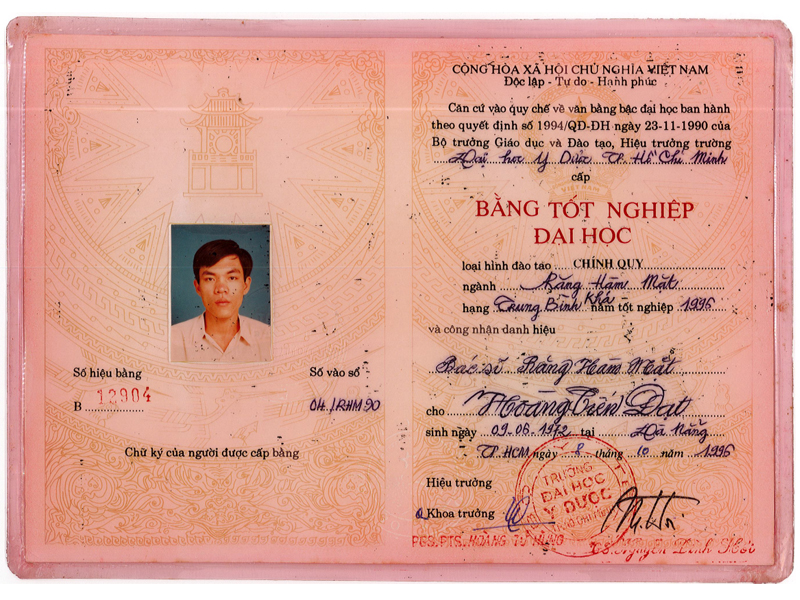 Số hiệu bằng
B 12904
Số vào sổ
04./RHM 90
Chữ ký của người được cấp bằng
CỘNG HÒA XÃ HỘI CHỦ NGHĨA VIỆT NAM
Độc lập - Tự do - Hạnh phúc
Căn cứ vào quy chế về văn bằng bậc đại học ban hành
theo quyết định số 1994/QĐ-ĐH ngày 23-11-1990 của
Bộ trưởng Giáo dục và Đào tạo, Hiệu trưởng trường
Đại học Y Dược TP. Hồ Chí Minh
cấp
BẰNG TỐT NGHIỆP
ĐẠI HỌC
loại hình đào tạo CHÍNH QUY
ngành Răng Hàm Mặt
hạng Trung Bình Khá năm tốt nghiệp 1996
và công nhận danh hiệu
Bác sĩ Răng Hàm Mặt
cho Hoàng Tiến Đạt
sinh ngày 09.06.1972 tại Đà Nẵng
TP. HCM ngày 8 tháng 10 năm 1996
Hiệu trưởng
TRƯỜNG
ĐẠI HỌC
Y DƯỢC
Khoa trưởng
PGS.PTS. HOÀNG TỬ HÙNG
TS. Nguyễn Đình Hối